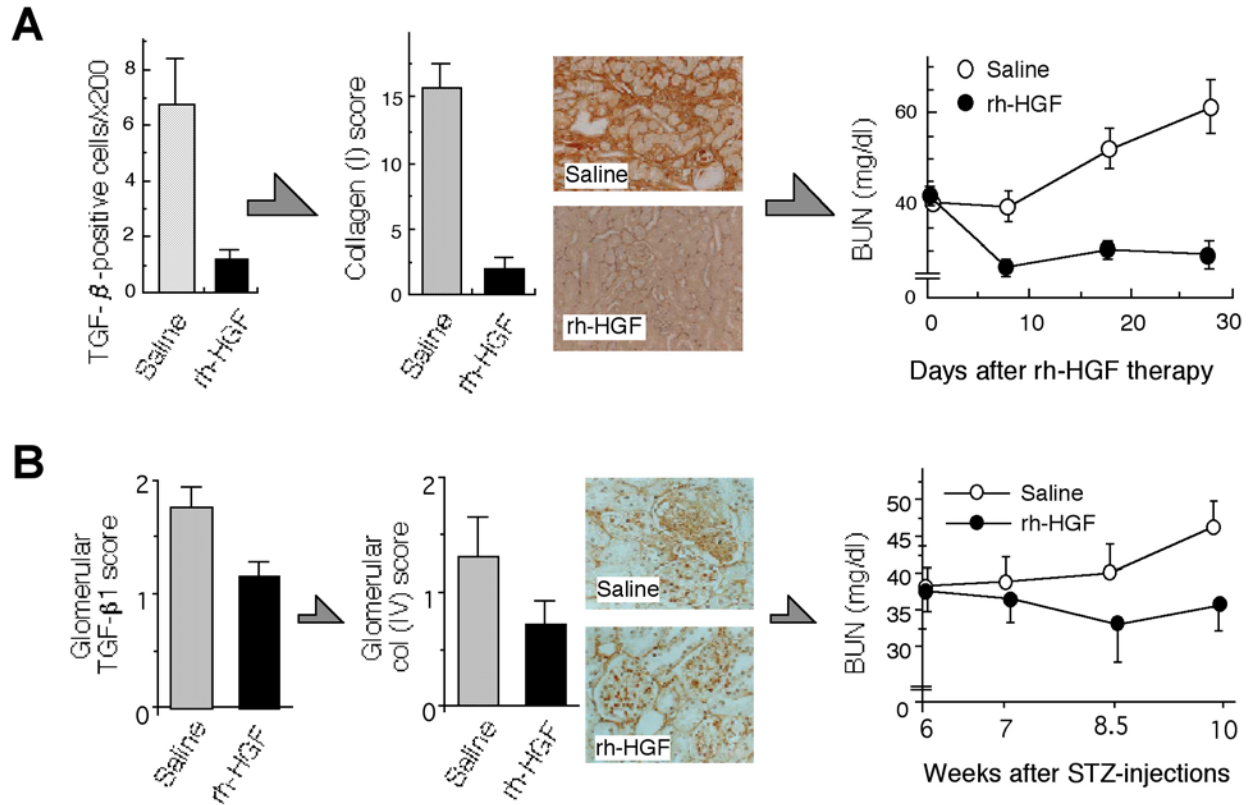 A
TGF-β-positive cells/x200
8
6
4
2
0
Saline
rh-HGF
Collagen (I) score
15
10
5
0
Saline
rh-HGF
Saline
rh-HGF
BUN (mg/dl)
60
40
0
Saline
rh-HGF
0
10
20
30
Days after rh-HGF therapy
B
Glomerular
TGF-β1 score
2
1
0
Saline
rh-HGF
Glomerular
col (IV) score
2
1
0
Saline
rh-HGF
Saline
rh-HGF
BUN (mg/dl)
50
45
40
35
30
0
Saline
rh-HGF
6
7
8.5
10
Weeks after STZ-injections